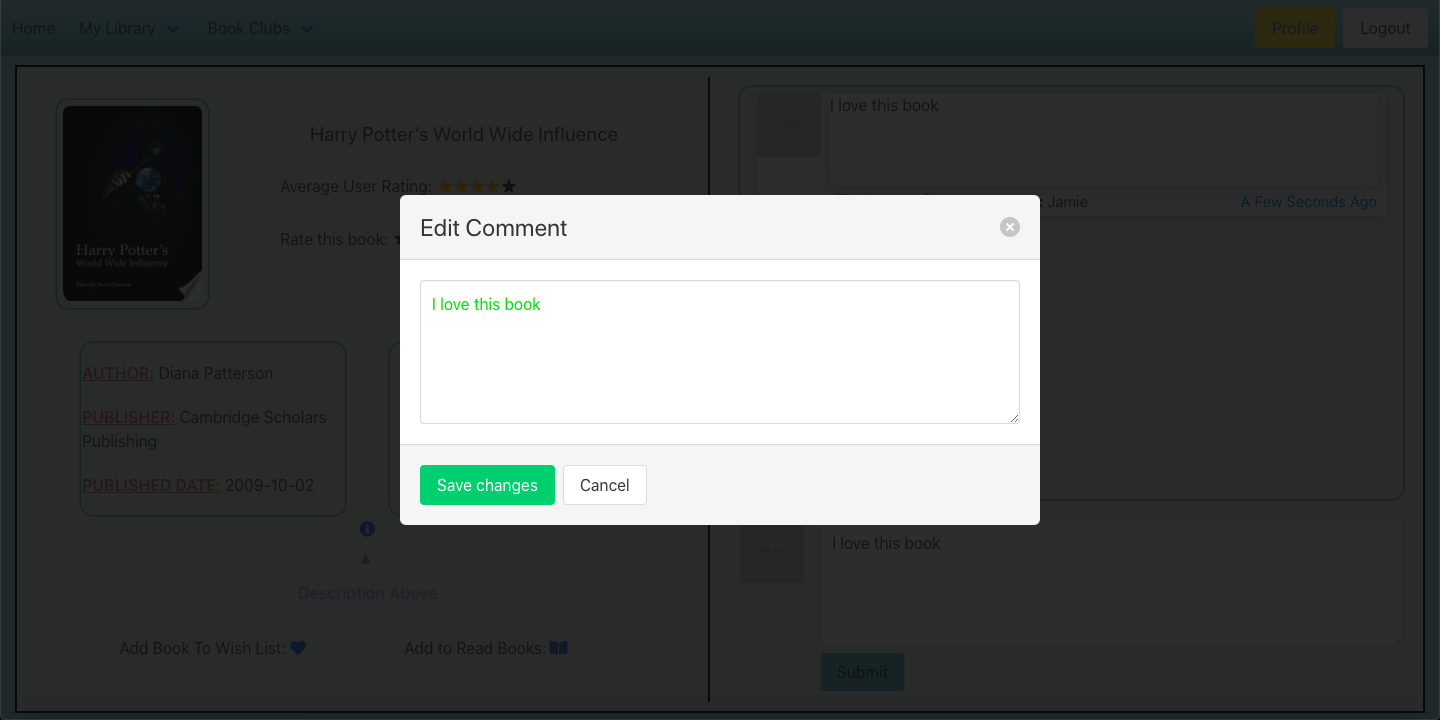 Home My Library Book Clubs Profile Logout
Harry Potter's World Wide Influence
Average User Rating:
Rate this book:
Harry Potter's
World Wide Influence
AUTHOR: Diana Patterson
PUBLISHER: Cambridge Scholars
Publishing
PUBLISHED DATE: 2009-10-02
Description Above
Add Book To Wish List:
Add to Read Books:
Edit Comment
I love this book
Save changes Cancel
I love this book
: Jamie
A Few Seconds Ago
I love this book
Submit